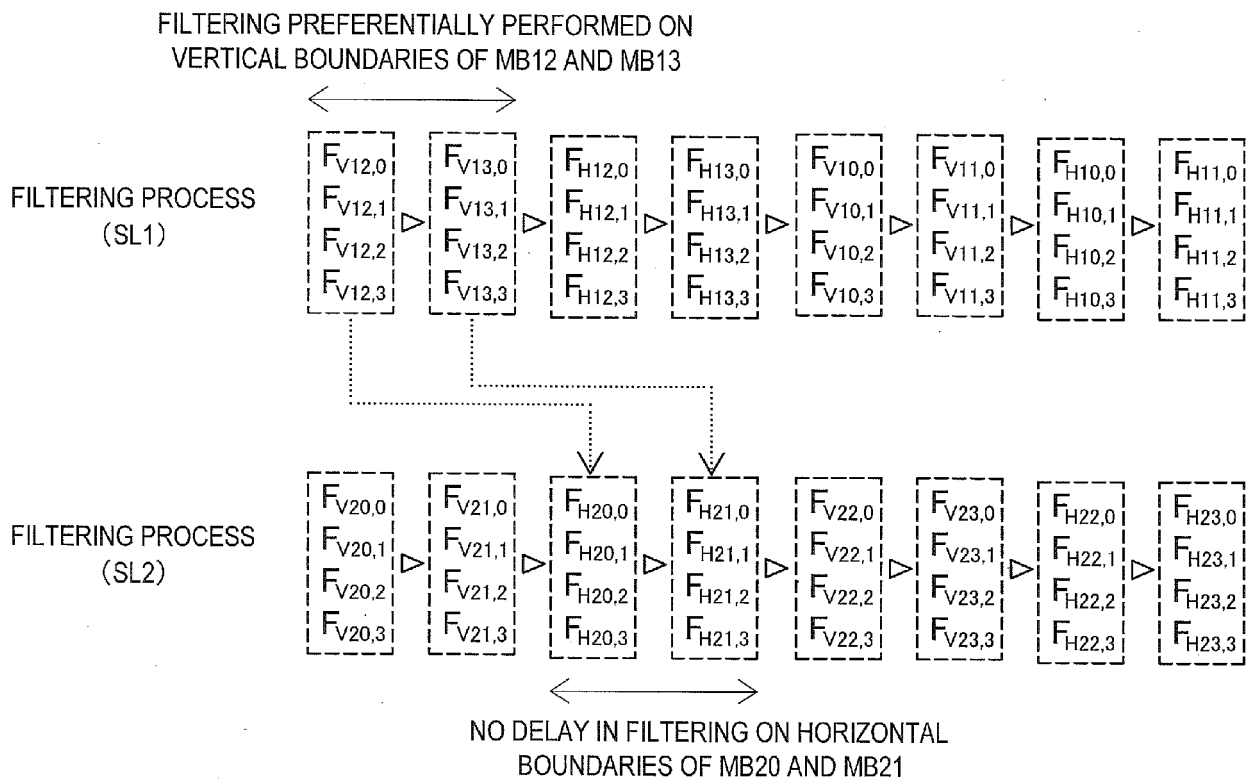 FILTERING PREFERENTIALLY PERFORMED ON
VERTICAL BOUNDARIES OF MB12 AND MB13
FV12,0 FV13,0 FH12,0 FH13,0 FV10,0 FV11,0 FH10,0 FH11,0
FV12,1 FV13,1 FH12,1 FH13,1 FV10,1 FV11,1 FH10,1 FH11,1
FV12,2 FV13,2 FH12,2 FH13,2 FV10,2 FV11,2 FH10,2 FH11,2
FV12,3 FV13,3 FH12,3 FH13,3 FV10,3 FV11,3 FH10,3 FH11,3
FILTERING PROCESS
(SL1)
FV20,0 FV21,0 FH20,0 FH21,0 FV22,0 FV23,0 FH22,0 FH23,0
FV20,1 FV21,1 FH20,1 FH21,1 FV22,1 FV23,1 FH22,1 FH23,1
FV20,2 FV21,2 FH20,2 FH21,2 FV22,2 FV23,2 FH22,2 FH23,2
FV20,3 FV21,3 FH20,3 FH21,3 FV22,3 FV23,3 FH22,3 FH23,3
FILTERING PROCESS
(SL2)
NO DELAY IN FILTERING ON HORIZONTAL
BOUNDARIES OF MB20 AND MB21